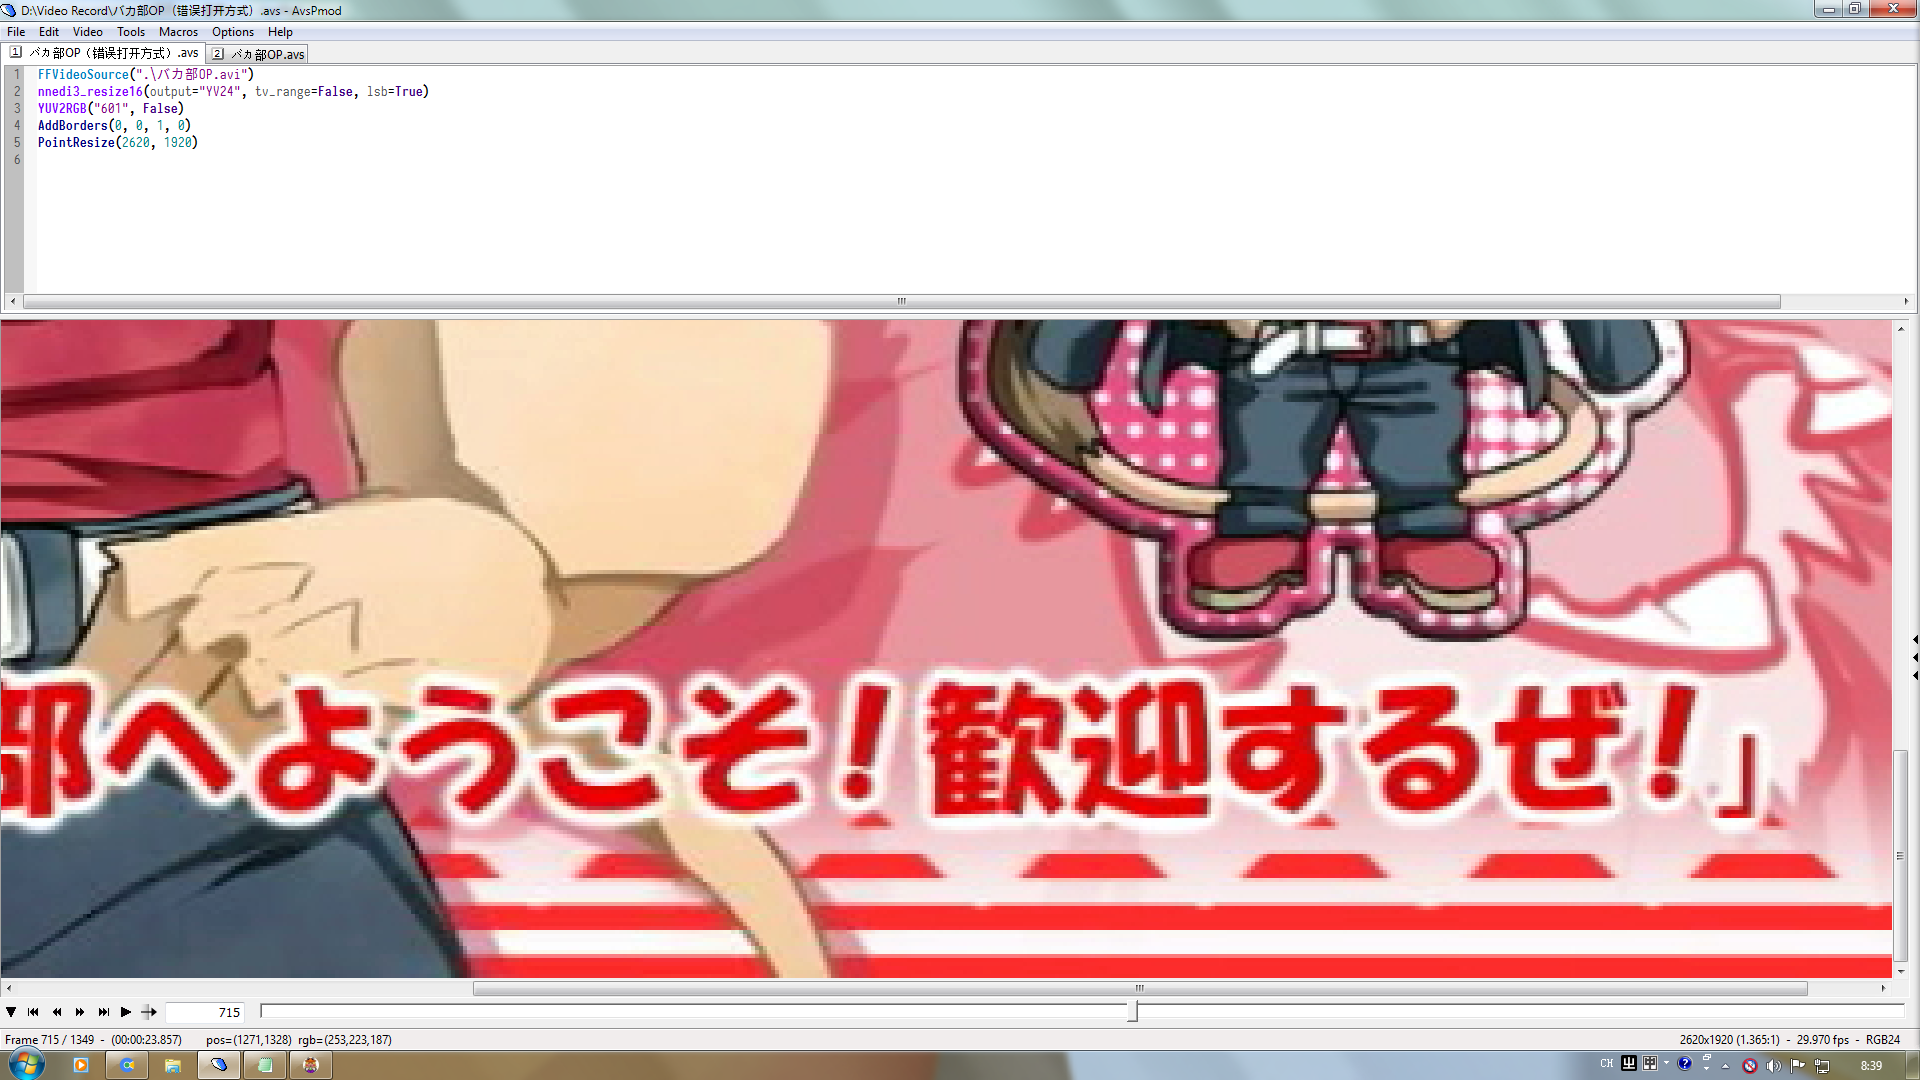 D:\Video Record\バカ部OP（错误打开方式）.avs - AvsPmod
File Edit Video Tools Macros Options Help
1 バカ部OP（错误打开方式）.avs 2 バカ部OP.avs
1 FFVideoSource(".\バカ部OP.avi")
2 nnedi3_resize16(output="YV24", tv_range=False, lsb=True)
3 YUV2RGB("601", False)
4 AddBorders(0, 0, 1, 0)
5 PointResize(2620, 1920)
6
部へようこそ！歓迎するぜ！」
715
Frame 715 / 1349 - (00:00:23.857) pos=(1271,1328) rgb=(253,223,187) 2620x1920 (1.365:1) - 29.970 fps - RGB24
CH 8:39